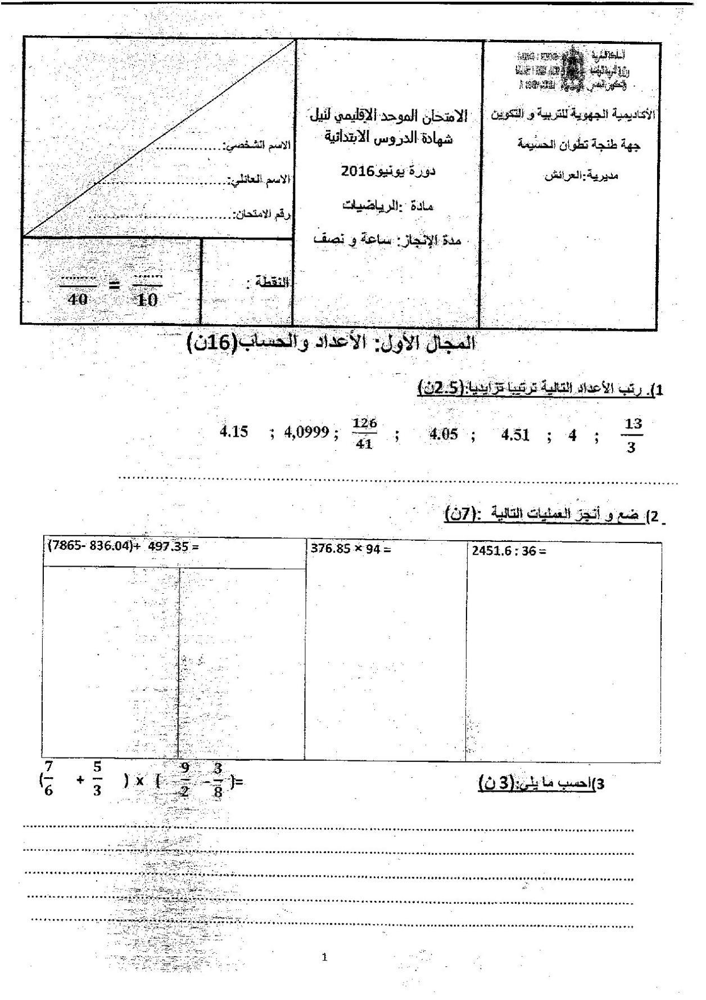 المملكة المغربية
الأكاديمية الجهوية للتربية و التكوين
جهة طنجة تطوان الحسيمة
مديرية:العرائش
الامتحان الموحد الإقليمي لنيل
شهادة الدروس الابتدائية
دورة يونيو2016
مادة :الرياضيات
مدة الإنجاز: ساعة و نصف
الاسم الشخصي:...............
الاسم العائلي:.............................
رقم الامتحان:..............................
النقطة :
......../40 = ......../10
المجال الأول: الأعداد والحساب(16ن)
1). رتب الأعداد التالية ترتيبا تزايديا:(2.5ن)
4.15 ; 4,0999 ; 126/41 ; 4.05 ; 4.51 ; 4 ; 13/3
2) ضع و أنجز العمليات التالية :(7ن)
(7865- 836.04)+ 497.35 =
376.85 × 94 =
2451.6 : 36 =
3)احسب ما يلي:(3 ن)
(7/6 + 5/3 ) x ( 9/2 - 3/8 )=
1